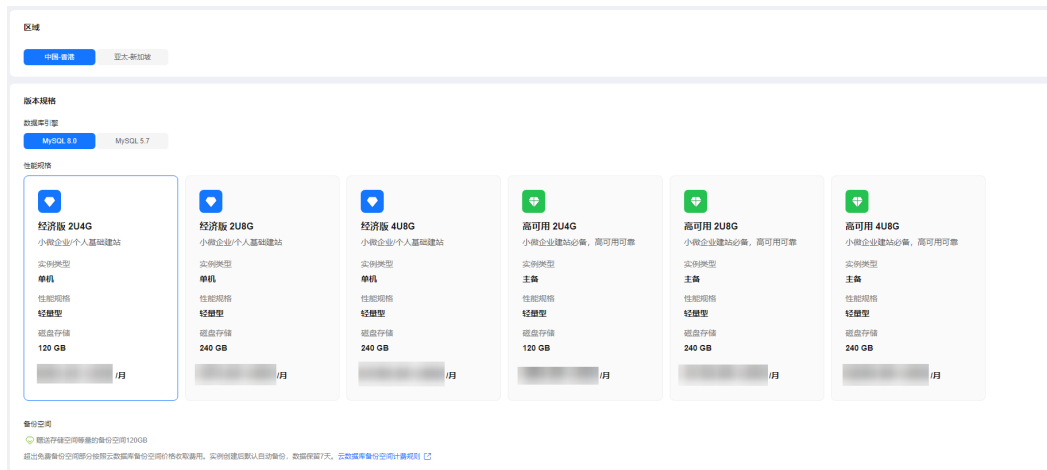 区域
中国-香港 亚太-新加坡
版本规格
数据库引擎
MySQL 8.0 MySQL 5.7
性能规格
经济版 2U4G 经济版 2U8G 经济版 4U8G 高可用 2U4G 高可用 2U8G 高可用 4U8G
小微企业/个人基础建站 小微企业/个人基础建站 小微企业/个人基础建站 小微企业建站必备，高可用可靠 小微企业建站必备，高可用可靠 小微企业建站必备，高可用可靠
实例类型 实例类型 实例类型 实例类型 实例类型 实例类型
单机 单机 单机 主备 主备 主备
性能规格 性能规格 性能规格 性能规格 性能规格 性能规格
轻量型 轻量型 轻量型 轻量型 轻量型 轻量型
磁盘存储 磁盘存储 磁盘存储 磁盘存储 磁盘存储 磁盘存储
120 GB 240 GB 240 GB 120 GB 240 GB 240 GB
/月 /月 /月 /月 /月 /月
备份空间
赠送存储空间等量的备份空间120GB
超出免费备份空间部分按照云数据库备份空间价格收取费用。实例创建后默认自动备份，数据保留7天。云数据库备份空间计费规则